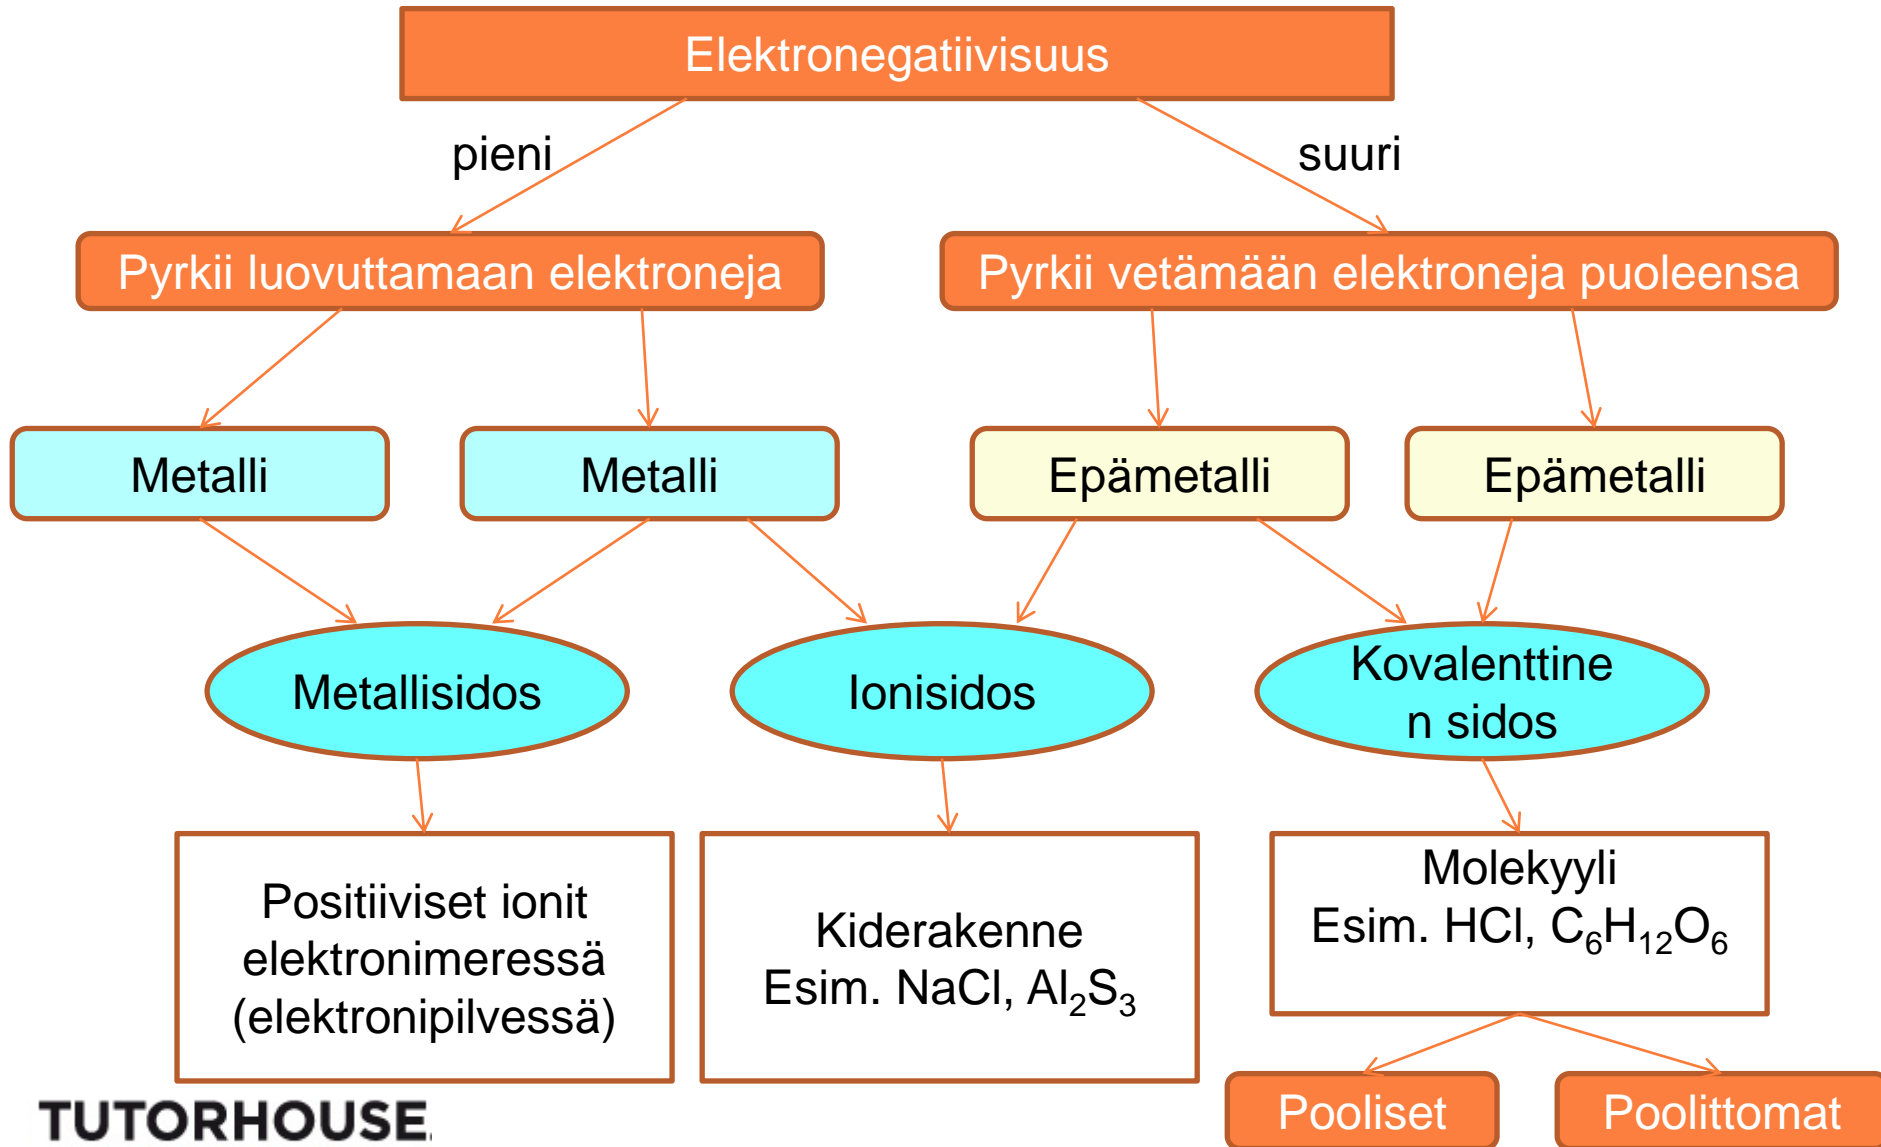 Elektronegatiivisuus
pieni
suuri
Pyrkii luovuttamaan elektroneja
Pyrkii vetämään elektroneja puoleensa
Metalli
Metalli
Epämetalli
Epämetalli
Metallisidos
Ionisidos
Kovalenttine
n sidos
Positiiviset ionit
elektronimeressä
(elektronipilvessä)
Kiderakenne
Esim. NaCl, Al₂S₃
Molekyyli
Esim. HCl, C₆H₁₂O₆
Pooliset
Poolittomat
TUTORHOUSE.